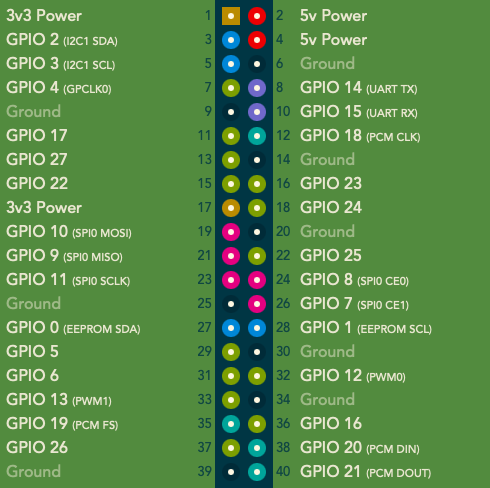 3v3 Power 1 2 5v Power
GPIO 2 (I2C1 SDA) 3 4 5v Power
GPIO 3 (I2C1 SCL) 5 6 Ground
GPIO 4 (GPCLK0) 7 8 GPIO 14 (UART TX)
Ground 9 10 GPIO 15 (UART RX)
GPIO 17 11 12 GPIO 18 (PCM CLK)
GPIO 27 13 14 Ground
GPIO 22 15 16 GPIO 23
3v3 Power 17 18 GPIO 24
GPIO 10 (SPI0 MOSI) 19 20 Ground
GPIO 9 (SPI0 MISO) 21 22 GPIO 25
GPIO 11 (SPI0 SCLK) 23 24 GPIO 8 (SPI0 CE0)
Ground 25 26 GPIO 7 (SPI0 CE1)
GPIO 0 (EEPROM SDA) 27 28 GPIO 1 (EEPROM SCL)
GPIO 5 29 30 Ground
GPIO 6 31 32 GPIO 12 (PWM0)
GPIO 13 (PWM1) 33 34 Ground
GPIO 19 (PCM FS) 35 36 GPIO 16
GPIO 26 37 38 GPIO 20 (PCM DIN)
Ground 39 40 GPIO 21 (PCM DOUT)